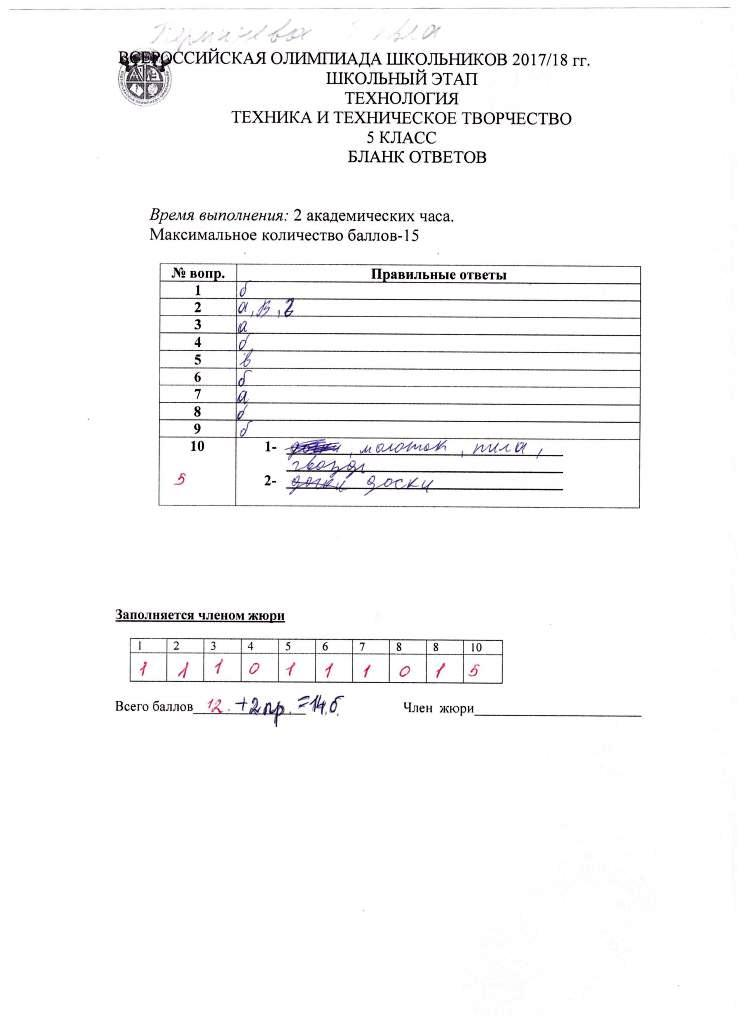 ВСЕРОССИЙСКАЯ ОЛИМПИАДА ШКОЛЬНИКОВ 2017/18 гг.
ШКОЛЬНЫЙ ЭТАП
ТЕХНОЛОГИЯ
ТЕХНИКА И ТЕХНИЧЕСКОЕ ТВОРЧЕСТВО
5 КЛАСС
БЛАНК ОТВЕТОВ
Время выполнения: 2 академических часа.
Максимальное количество баллов-15
№ вопр. Правильные ответы
1 б
2 а, в, г
3 а
4 б
5 в
6 б
7 а
8 б
9 б
10 1- , молоток, пила,
гвозди
5 2- доски
Заполняется членом жюри
1 2 3 4 5 6 7 8 8 10
1 1 1 0 1 1 1 0 1 5
Всего баллов 12. +2пр. =14б. Член жюри